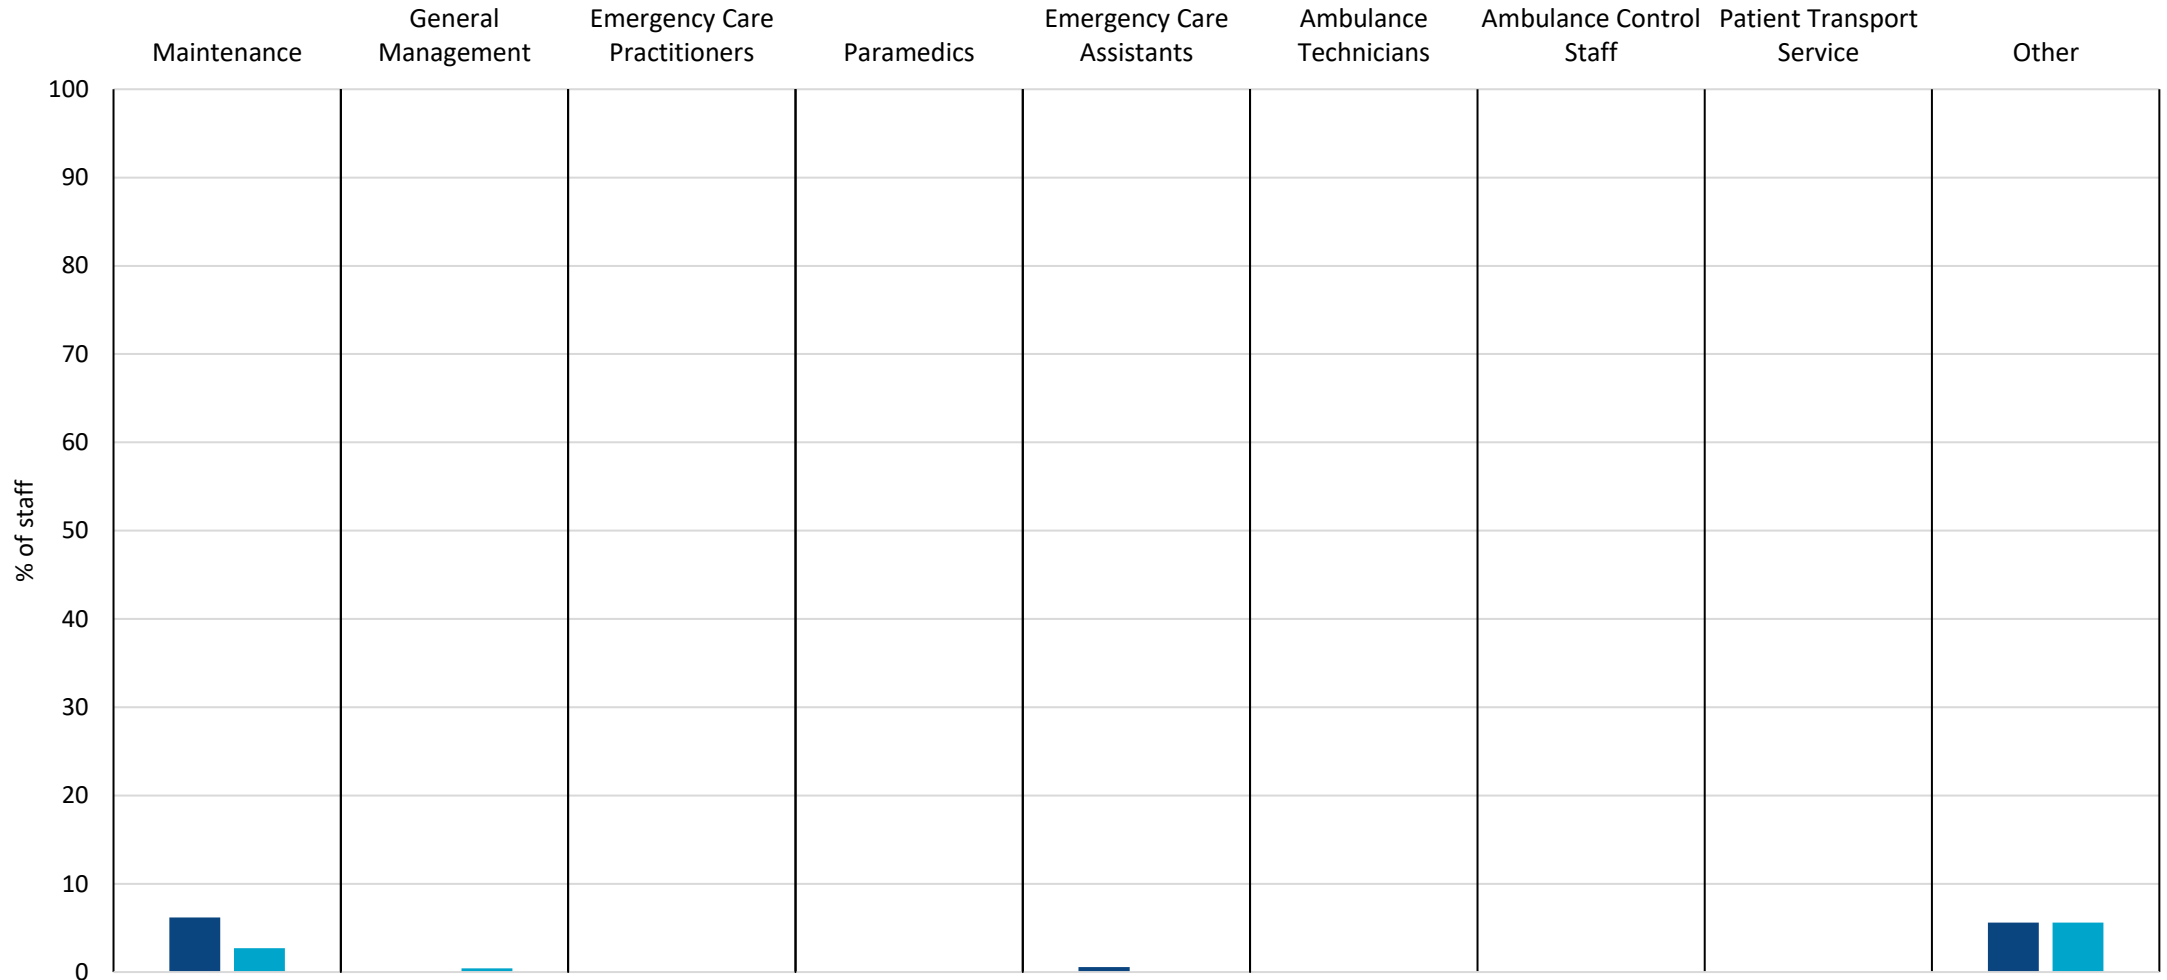 Maintenance
General
Management
Emergency Care
Practitioners
Paramedics
Emergency Care
Assistants
Ambulance
Technicians
Ambulance Control
Staff
Patient Transport
Service
Other
100
90
80
70
60
50
40
30
20
10
0
% of staff